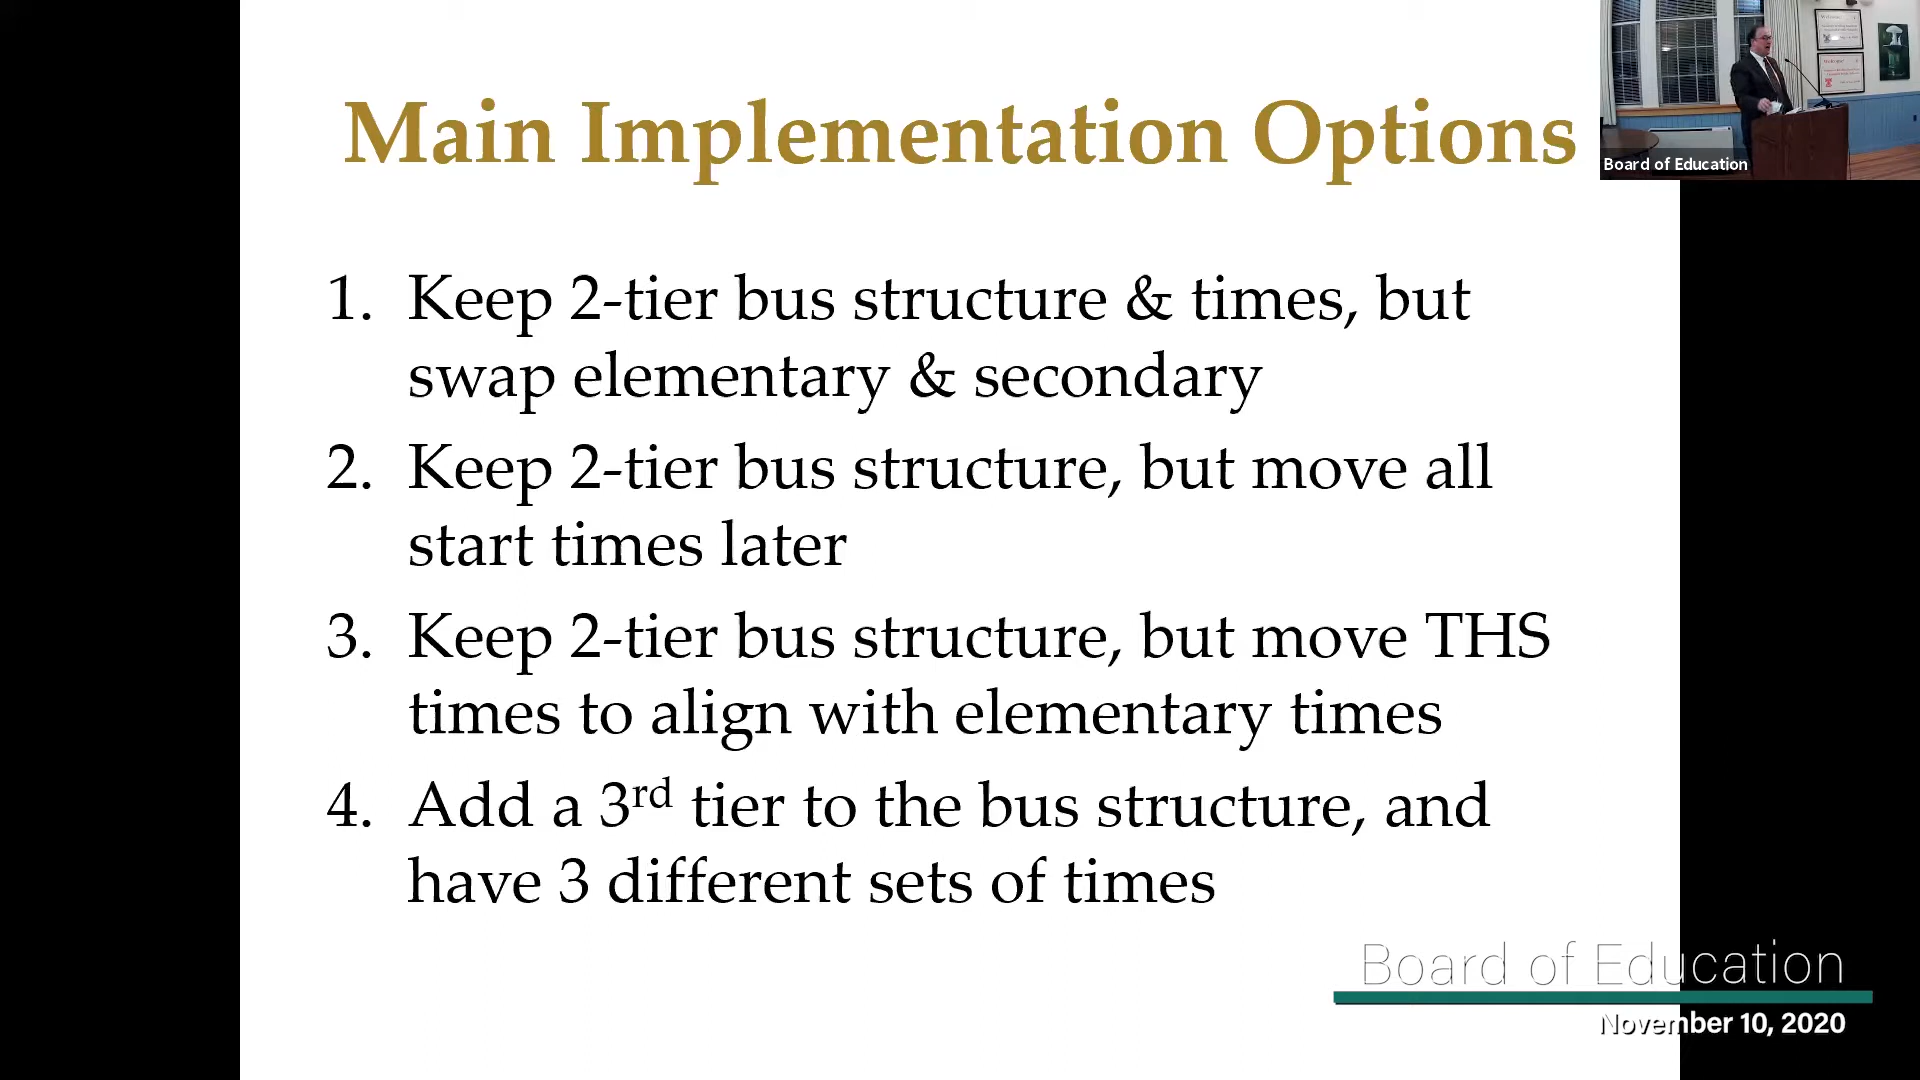 Main Implementation Options
1. Keep 2-tier bus structure & times, but
swap elementary & secondary
2. Keep 2-tier bus structure, but move all
start times later
3. Keep 2-tier bus structure, but move THS
times to align with elementary times
4. Add a 3rd tier to the bus structure, and
have 3 different sets of times
Board of Education
Board of Education
November 10, 2020